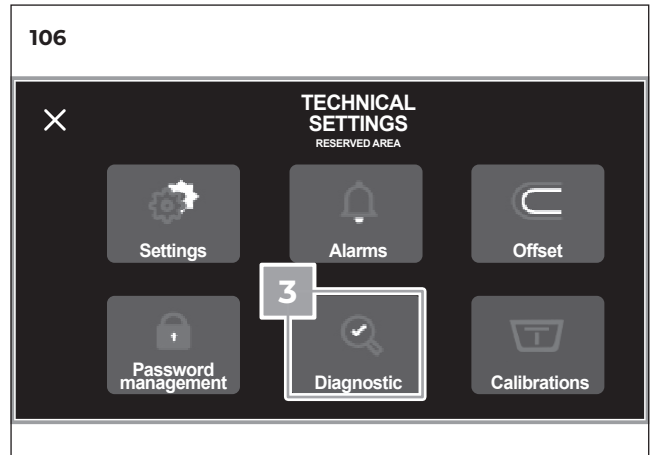 106
TECHNICAL
SETTINGS
RESERVED AREA
Settings
Alarms
Offset
3
Password
management
Diagnostic
Calibrations